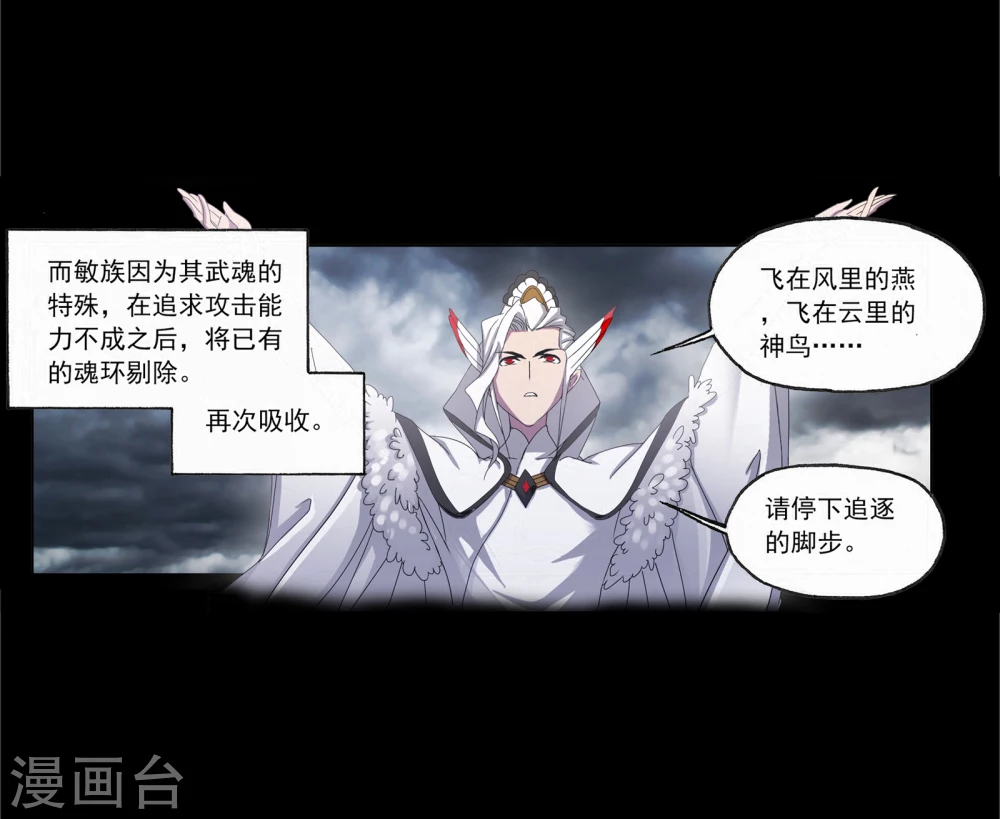 而敏族因为其武魂的
特殊，在追求攻击能
力不成之后，将已有
的魂环剔除。
再次吸收。
飞在风里的燕
，飞在云里的
神鸟……
请停下追逐
的脚步。
漫画台